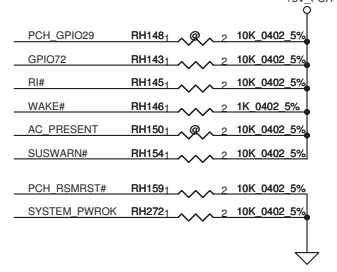 PCH_GPIO29 RH148 1 @ 2 10K_0402_5%
GPIO72 RH143 1 2 10K_0402_5%
RI# RH145 1 2 10K_0402_5%
WAKE# RH146 1 2 1K_0402_5%
AC_PRESENT RH150 1 @ 2 10K_0402_5%
SUSWARN# RH154 1 2 10K_0402_5%
PCH_RSMRST# RH159 1 2 10K_0402_5%
SYSTEM_PWROK RH272 1 2 10K_0402_5%